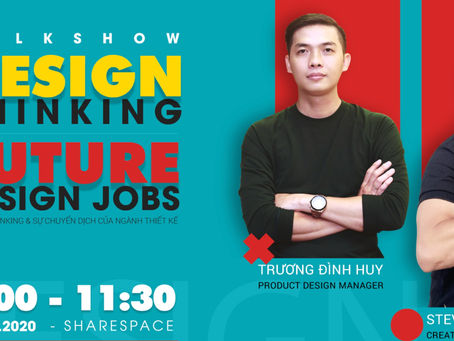 LKSHOW
ESIGN
HINKING
UTURE
SIGN JOBS
NKING & SỰ CHUYỂN DỊCH CỦA NGÀNH THIẾT KẾ
:00 - 11:30
.2020 - SHARESPACE
TRƯƠNG ĐÌNH HUY
PRODUCT DESIGN MANAGER
STEV
CREAT
DESIGN